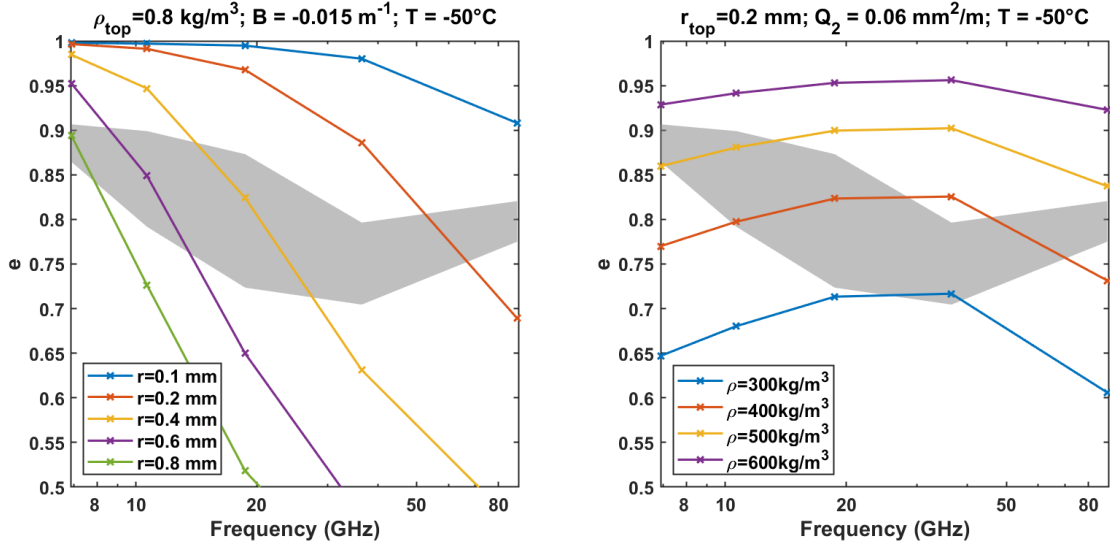 ρtop=0.8 kg/m³; B = -0.015 m⁻¹; T = -50°C
1
0.95
0.9
0.85
0.8
0.75
0.7
0.65
0.6
0.55
0.5
e
r=0.1 mm
r=0.2 mm
r=0.4 mm
r=0.6 mm
r=0.8 mm
8 10 20 50 80
Frequency (GHz)
rtop=0.2 mm; Q2 = 0.06 mm²/m; T = -50°C
1
0.95
0.9
0.85
0.8
0.75
0.7
0.65
0.6
0.55
0.5
e
ρ=300kg/m³
ρ=400kg/m³
ρ=500kg/m³
ρ=600kg/m³
8 10 20 50 80
Frequency (GHz)